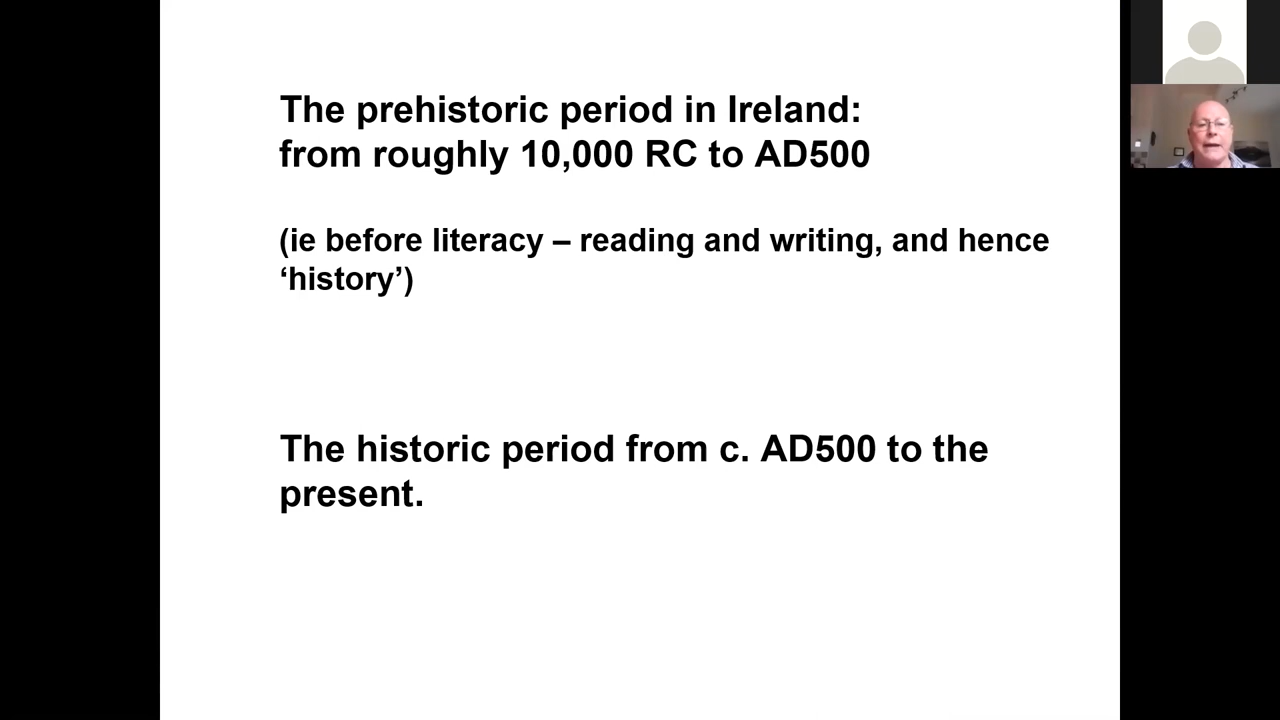 The prehistoric period in Ireland:
from roughly 10,000 RC to AD500
(ie before literacy – reading and writing, and hence
‘history’)
The historic period from c. AD500 to the
present.